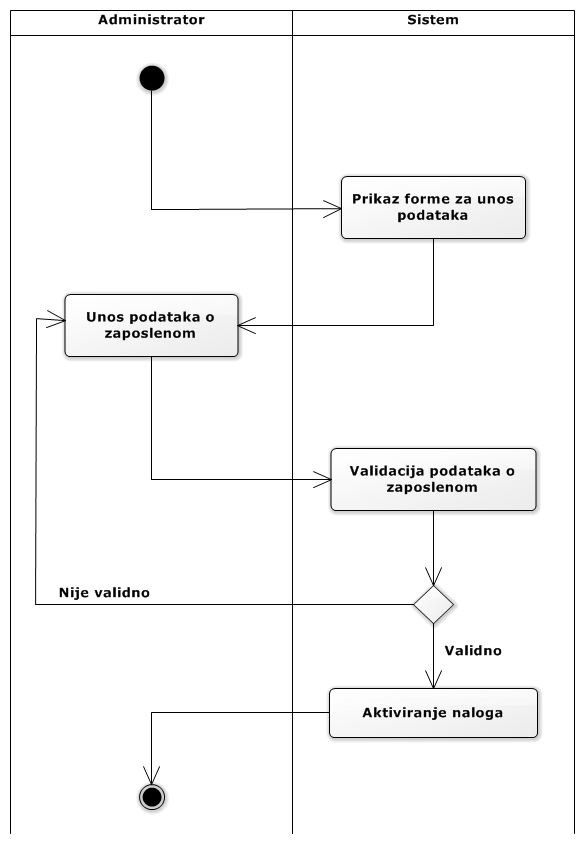 Administrator
Sistem
Prikaz forme za unos
podataka
Unos podataka o
zaposlenom
Validacija podataka o
zaposlenom
Nije validno
Validno
Aktiviranje naloga